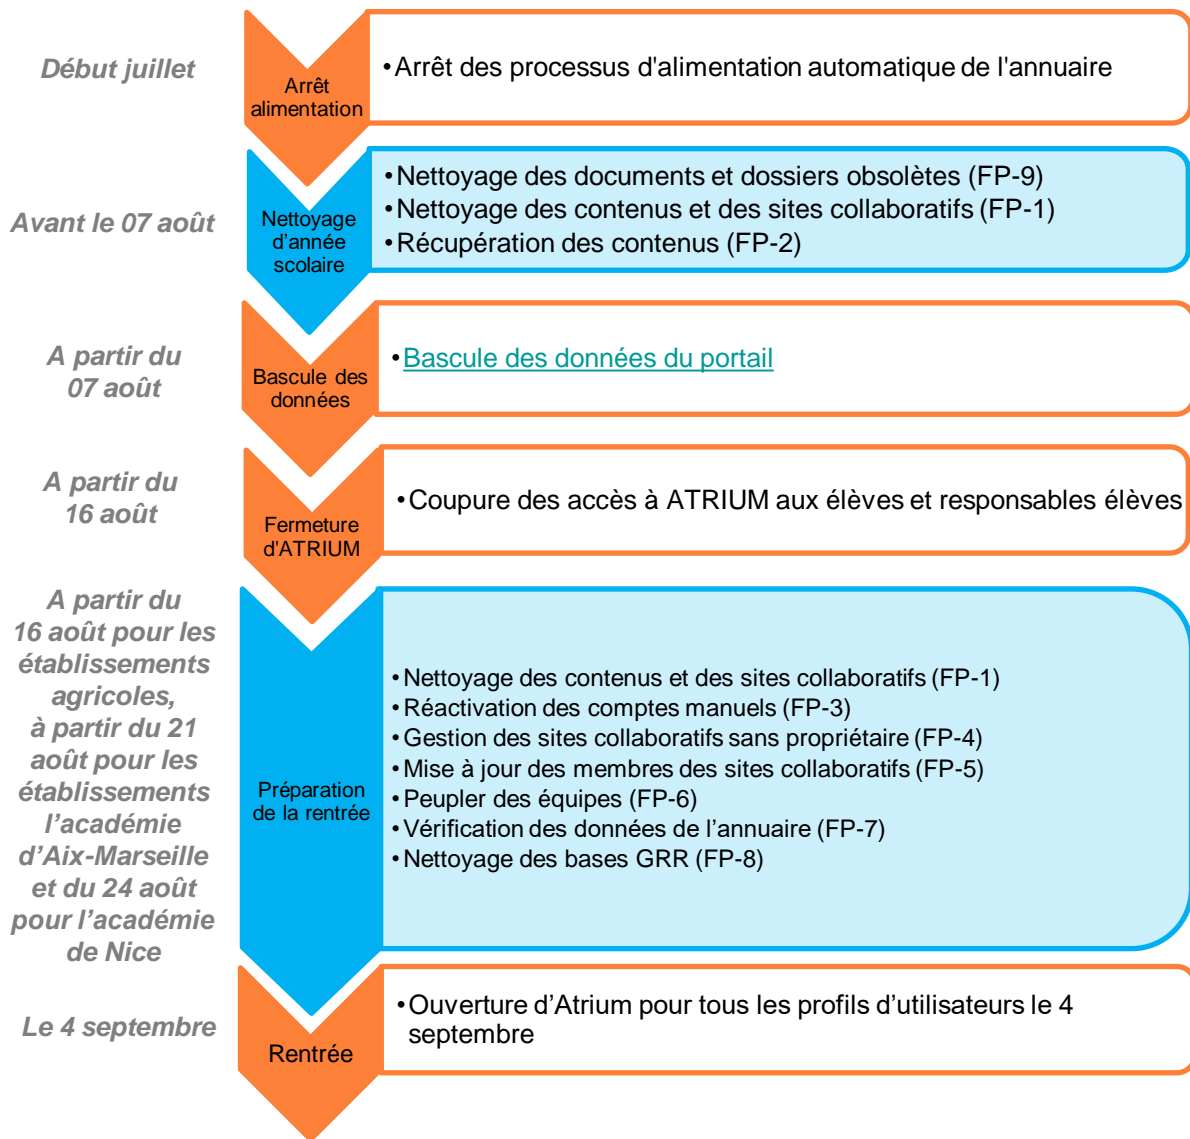 Début juillet
Arrêt
alimentation
•Arrêt des processus d'alimentation automatique de l'annuaire
Avant le 07 août
Nettoyage
d’année
scolaire
•Nettoyage des documents et dossiers obsolètes (FP-9)
•Nettoyage des contenus et des sites collaboratifs (FP-1)
•Récupération des contenus (FP-2)
A partir du
07 août
Bascule des
données
•Bascule des données du portail
A partir du
16 août
Fermeture
d'ATRIUM
•Coupure des accès à ATRIUM aux élèves et responsables élèves
A partir du
16 août pour les
établissements
agricoles,
à partir du 21
août pour les
établissements
l’académie
d’Aix-Marseille
et du 24 août
pour l’académie
de Nice
Préparation
de la rentrée
•Nettoyage des contenus et des sites collaboratifs (FP-1)
•Réactivation des comptes manuels (FP-3)
•Gestion des sites collaboratifs sans propriétaire (FP-4)
•Mise à jour des membres des sites collaboratifs (FP-5)
•Peupler des équipes (FP-6)
•Vérification des données de l’annuaire (FP-7)
•Nettoyage des bases GRR (FP-8)
Le 4 septembre
Rentrée
•Ouverture d’Atrium pour tous les profils d’utilisateurs le 4
septembre